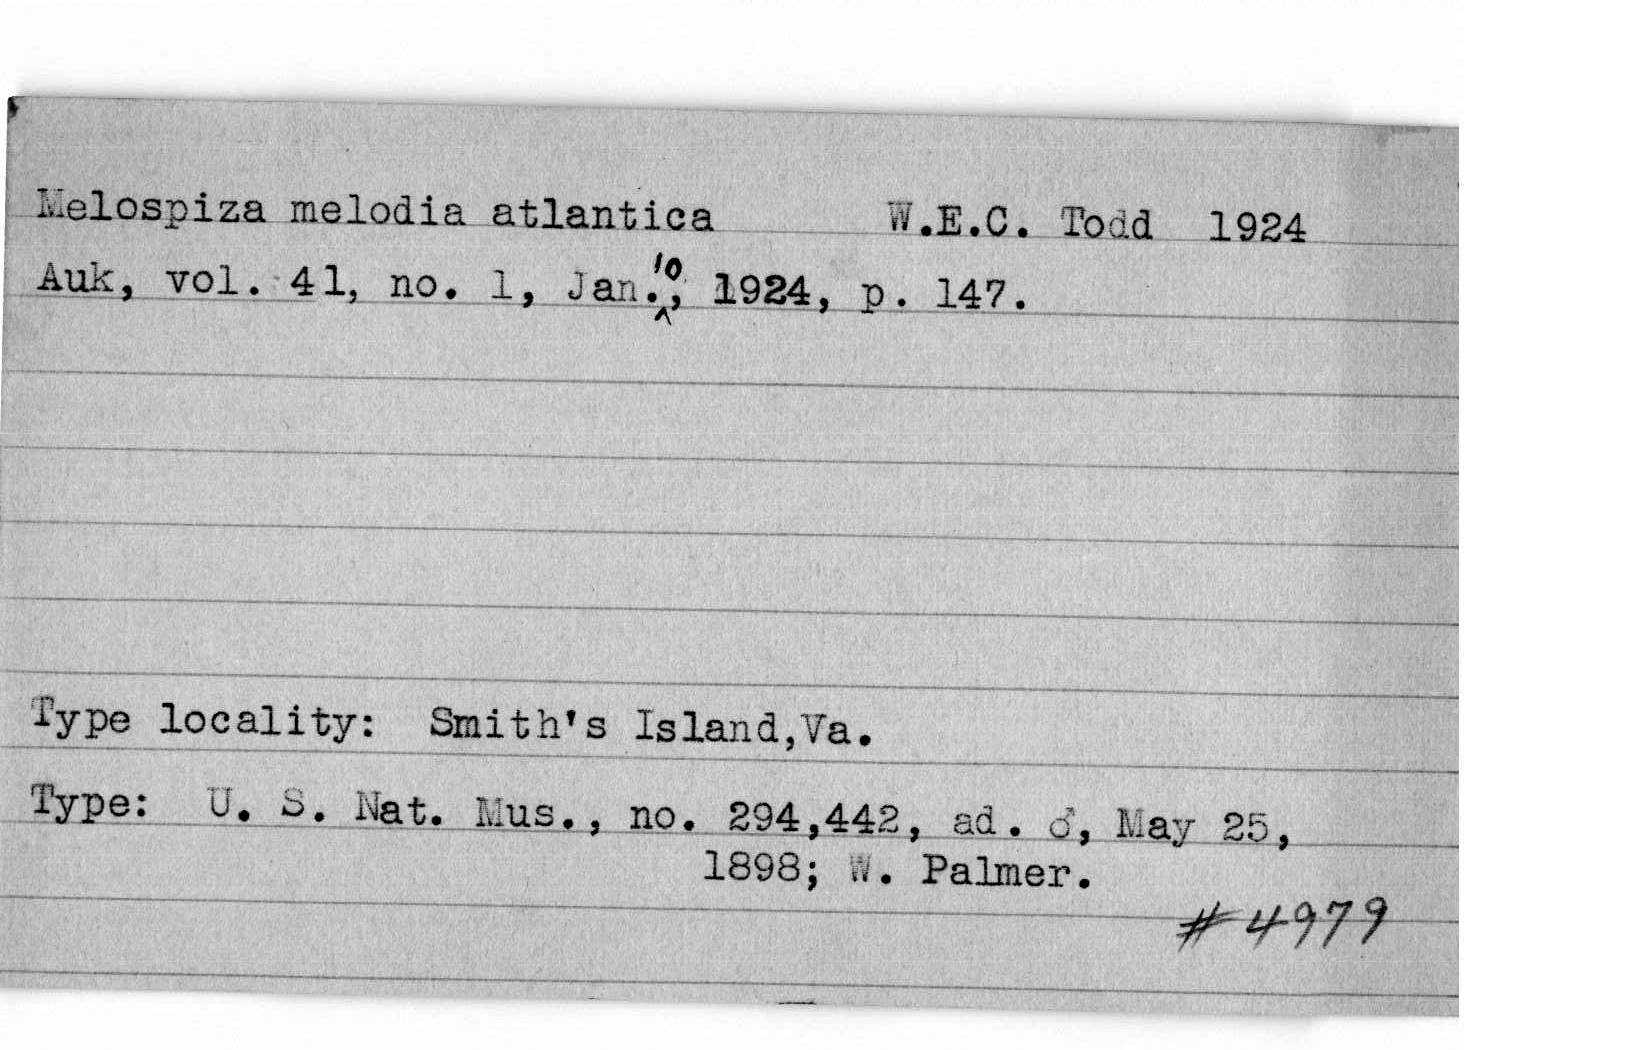 Melospiza melodia atlantica W.E.C. Todd 1924
Auk, vol. 41, no. 1, Jan. 10, 1924, p. 147.
Type locality: Smith's Island,Va.
Type: U. S. Nat. Mus., no. 294,442, ad. ♂, May 25,
1898; W. Palmer.
#4979